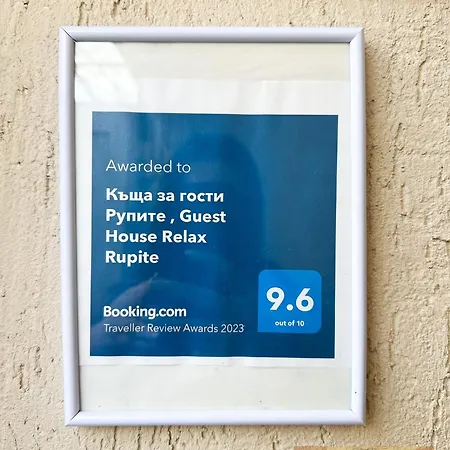 Awarded to
Къща за гости
Рупите , Guest
House Relax
Rupite
Booking.com
Traveller Review Awards 2023
9.6
out of 10